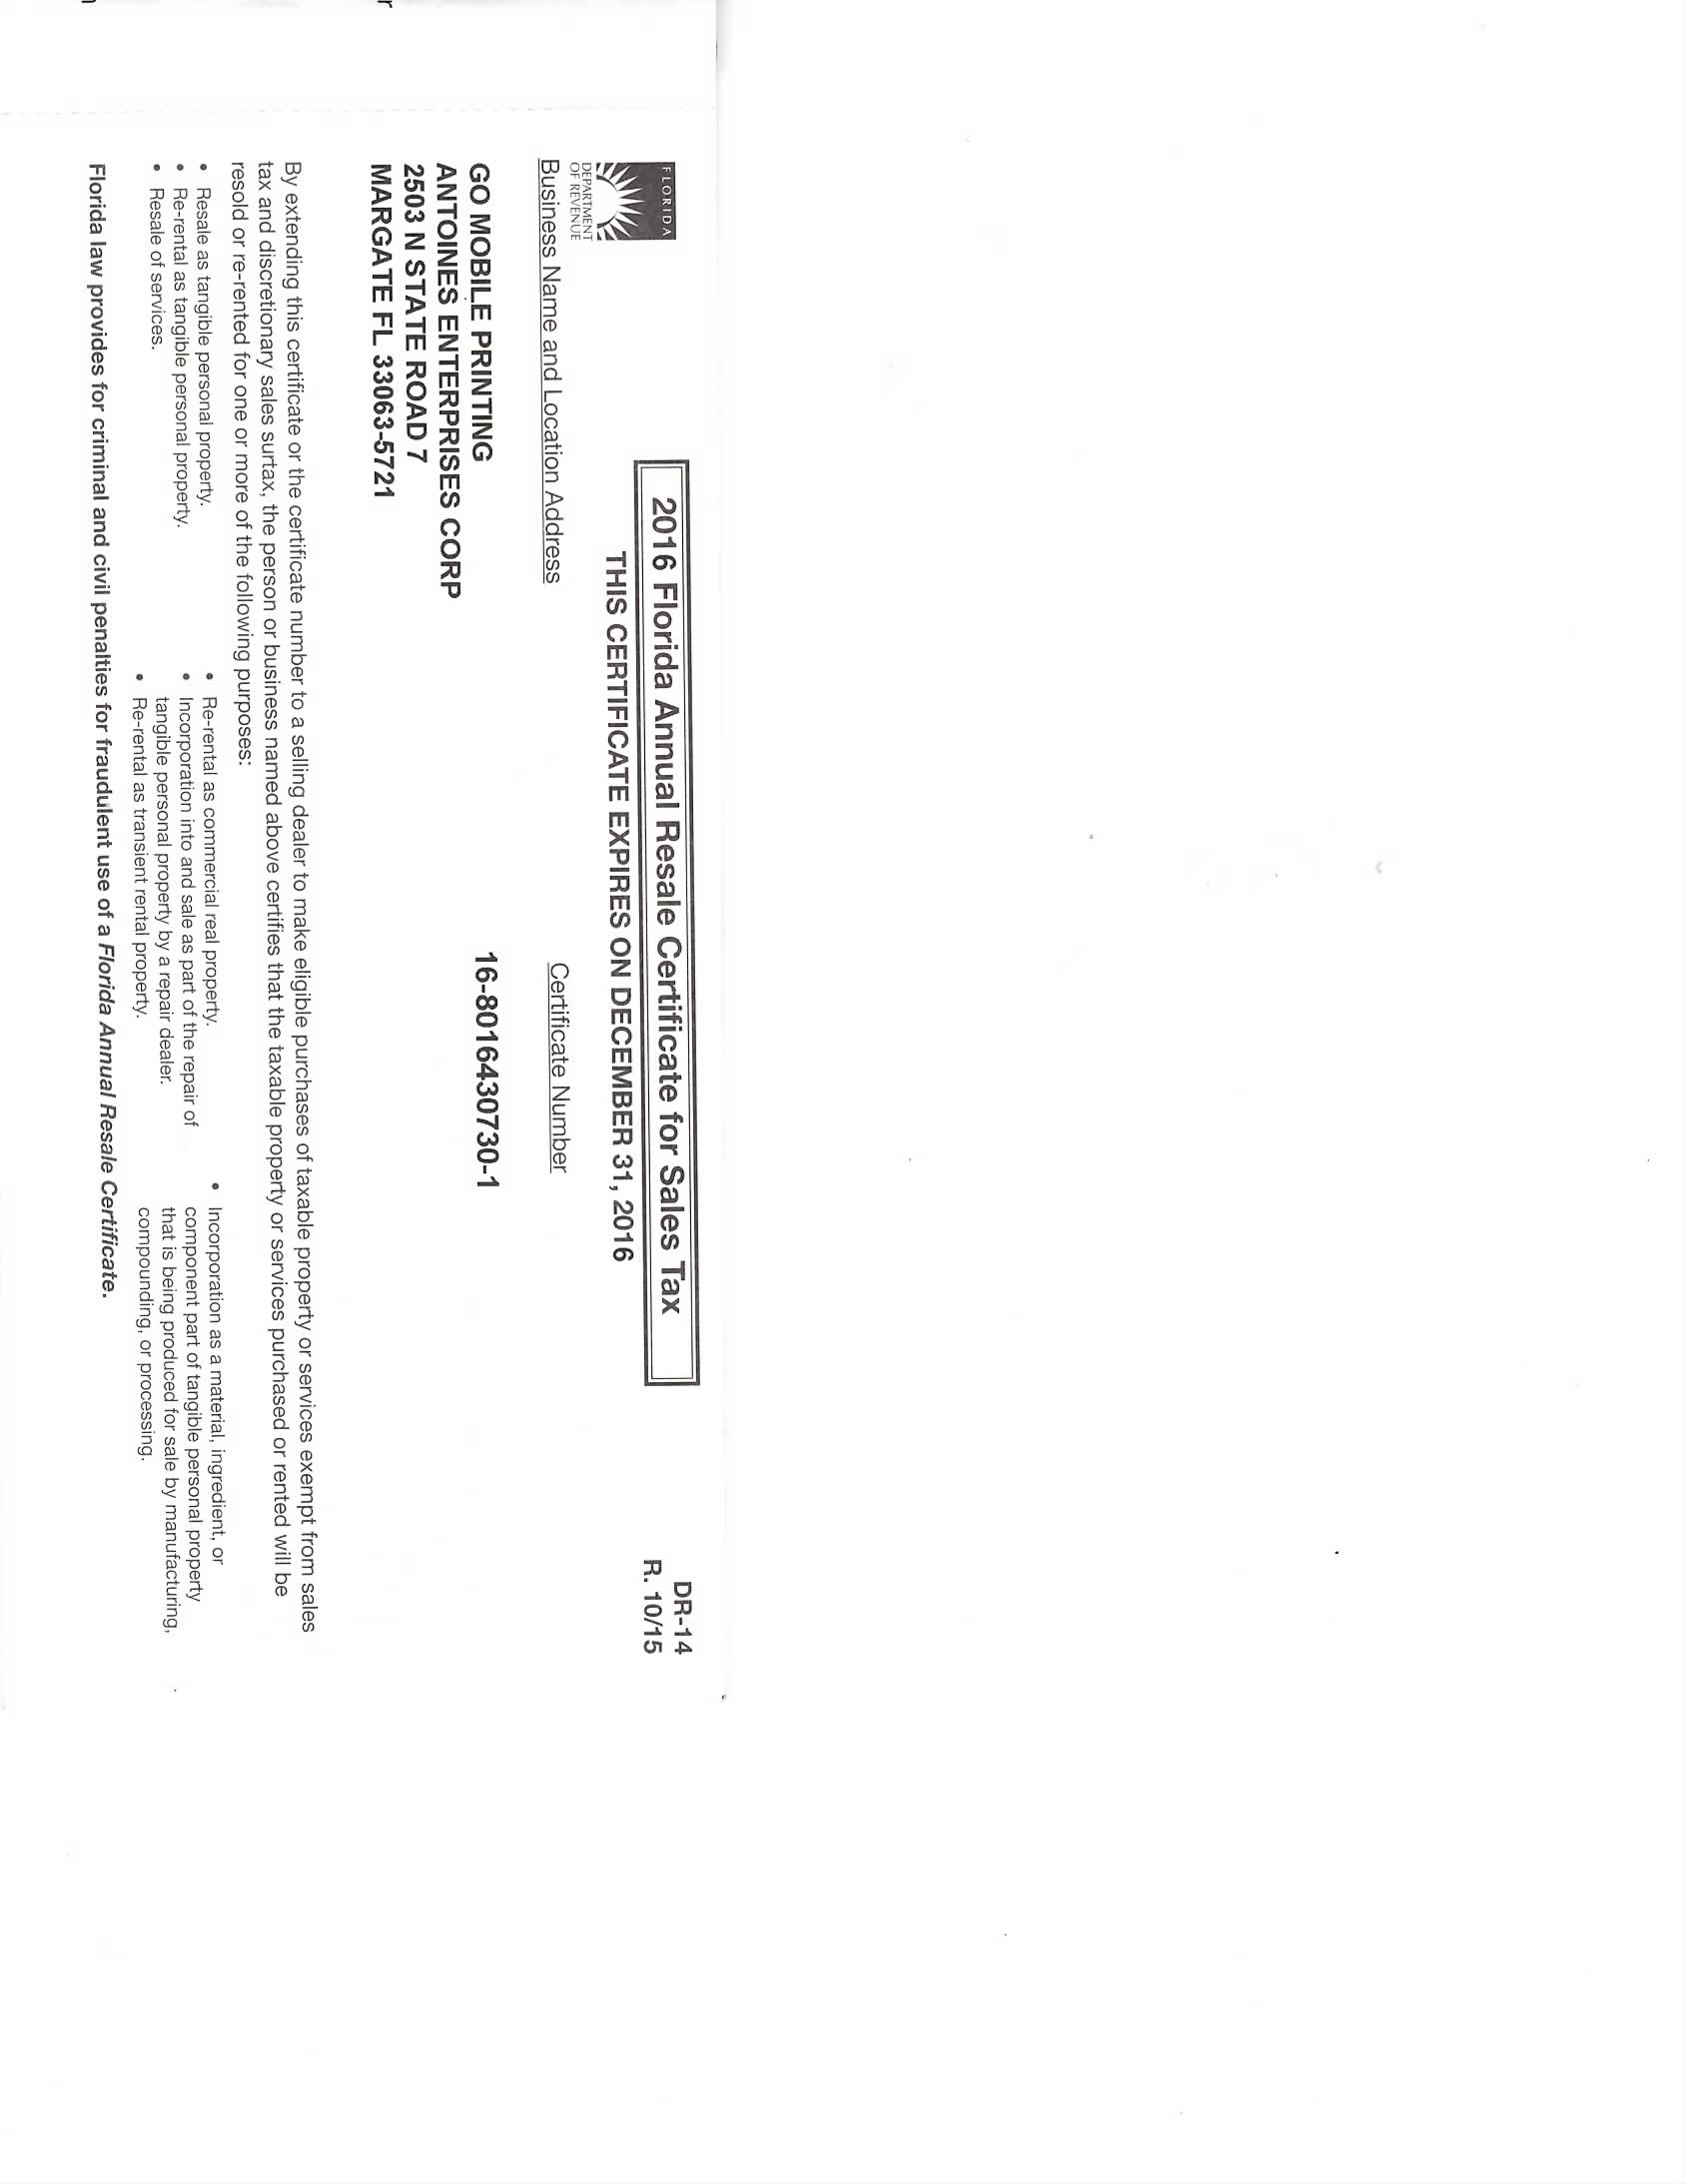 FLORIDA
DEPARTMENT
OF REVENUE
2016 Florida Annual Resale Certificate for Sales Tax
DR-14
R. 10/15
THIS CERTIFICATE EXPIRES ON DECEMBER 31, 2016
Business Name and Location Address
Certificate Number
GO MOBILE PRINTING
ANTOINES ENTERPRISES CORP
2503 N STATE ROAD 7
MARGATE FL 33063-5721
16-8016430730-1
By extending this certificate or the certificate number to a selling dealer to make eligible purchases of taxable property or services exempt from sales
tax and discretionary sales surtax, the person or business named above certifies that the taxable property or services purchased or rented will be
resold or re-rented for one or more of the following purposes:
• Resale as tangible personal property.
• Re-rental as tangible personal property.
• Resale of services.
• Re-rental as commercial real property.
• Incorporation into and sale as part of the repair of
tangible personal property by a repair dealer.
• Re-rental as transient rental property.
• Incorporation as a material, ingredient, or
component part of tangible personal property
that is being produced for sale by manufacturing,
compounding, or processing.
Florida law provides for criminal and civil penalties for fraudulent use of a Florida Annual Resale Certificate.